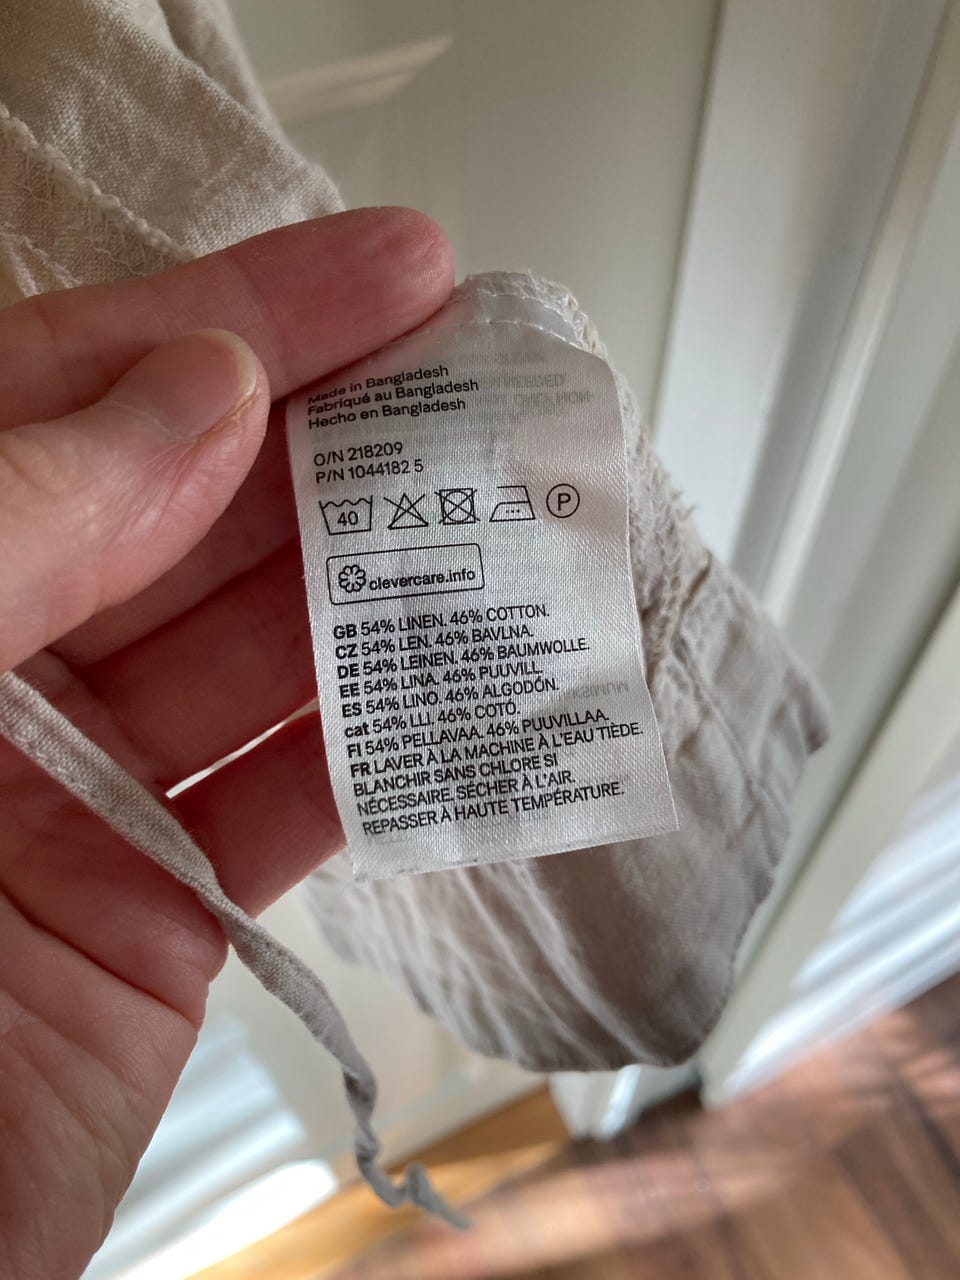 Made in Bangladesh
Fabriqué au Bangladesh
Hecho en Bangladesh
O/N 218209
P/N 1044182 5
40
P
clevercare.info
GB 54% LINEN. 46% COTTON.
CZ 54% LEN. 46% BAVLNA.
DE 54% LEINEN. 46% BAUMWOLLE.
EE 54% LINA. 46% PUUVILL.
ES 54% LINO. 46% ALGODÓN.
cat 54% LLI. 46% COTÓ.
FI 54% PELLAVAA. 46% PUUVILLAA.
FR LAVER À LA MACHINE À L'EAU TIÈDE.
BLANCHIR SANS CHLORE SI
NÉCESSAIRE. SÉCHER À L'AIR.
REPASSER À HAUTE TEMPÉRATURE.